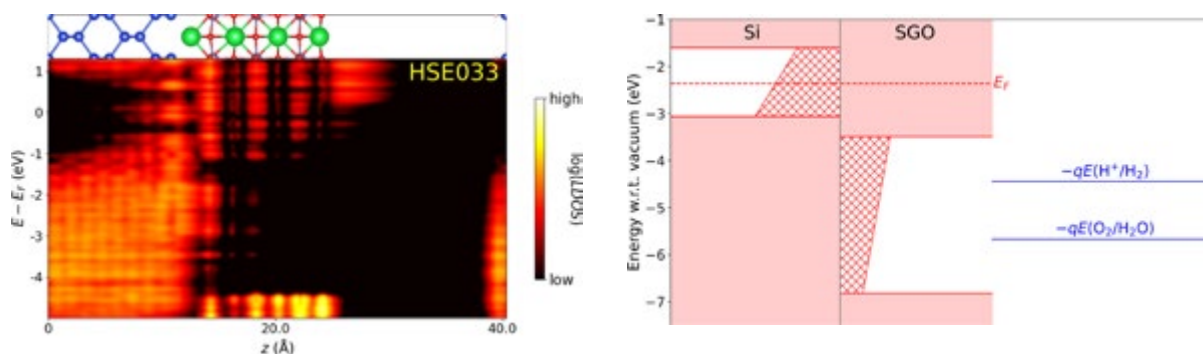 HSE033
1
0
-1
-2
-3
-4
E − E_F (eV)
0
20.0
40.0
z (Å)
high
log(LDOS)
low
Si
SGO
-1
-2
-3
-4
-5
-6
-7
Energy w.r.t. vacuum (eV)
E_F
−qE(H⁺/H₂)
−qE(O₂/H₂O)